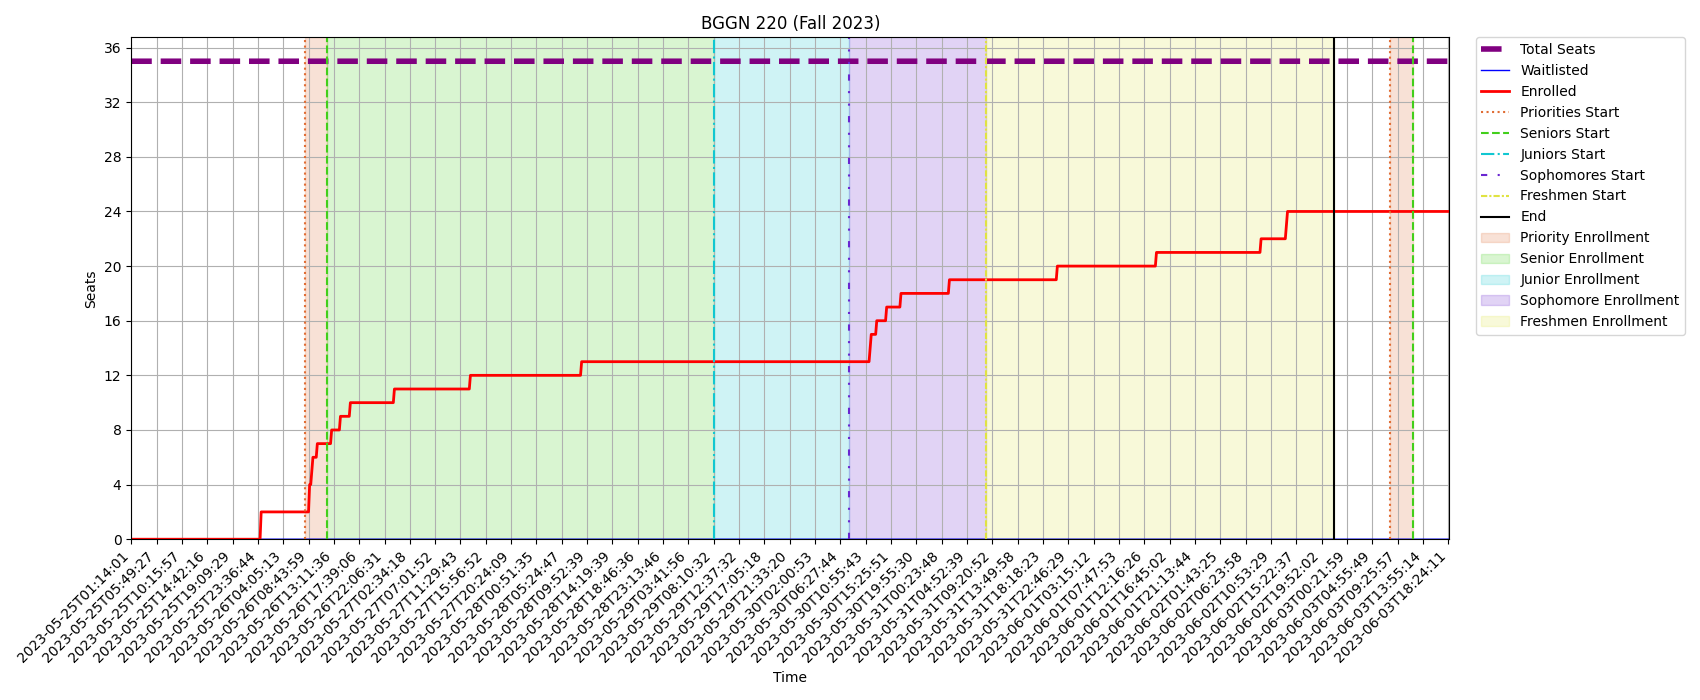 BGGN 220 (Fall 2023)
Seats
36
32
28
24
20
16
12
8
4
0
2023-05-25T01:14:01
2023-05-25T05:49:27
2023-05-25T10:15:57
2023-05-25T14:42:16
2023-05-25T19:09:29
2023-05-25T23:36:44
2023-05-26T04:05:13
2023-05-26T08:43:59
2023-05-26T13:11:36
2023-05-26T17:39:06
2023-05-26T22:06:31
2023-05-27T02:34:18
2023-05-27T07:01:52
2023-05-27T11:29:43
2023-05-27T15:56:52
2023-05-27T20:24:09
2023-05-28T00:51:35
2023-05-28T05:24:47
2023-05-28T09:52:39
2023-05-28T14:19:39
2023-05-28T18:46:36
2023-05-28T23:13:46
2023-05-29T03:41:56
2023-05-29T08:10:32
2023-05-29T12:37:32
2023-05-29T17:05:18
2023-05-29T21:33:20
2023-05-30T02:00:53
2023-05-30T06:27:44
2023-05-30T10:55:43
2023-05-30T15:25:51
2023-05-30T19:55:30
2023-05-31T00:23:48
2023-05-31T04:52:39
2023-05-31T09:20:52
2023-05-31T13:49:58
2023-05-31T18:18:23
2023-05-31T22:46:29
2023-06-01T03:15:12
2023-06-01T07:47:53
2023-06-01T12:16:26
2023-06-01T16:45:02
2023-06-01T21:13:44
2023-06-02T01:43:25
2023-06-02T06:23:58
2023-06-02T10:53:29
2023-06-02T15:22:37
2023-06-02T19:52:02
2023-06-03T00:21:59
2023-06-03T04:55:49
2023-06-03T09:25:57
2023-06-03T13:55:14
2023-06-03T18:24:11
Time
Total Seats
Waitlisted
Enrolled
Priorities Start
Seniors Start
Juniors Start
Sophomores Start
Freshmen Start
End
Priority Enrollment
Senior Enrollment
Junior Enrollment
Sophomore Enrollment
Freshmen Enrollment